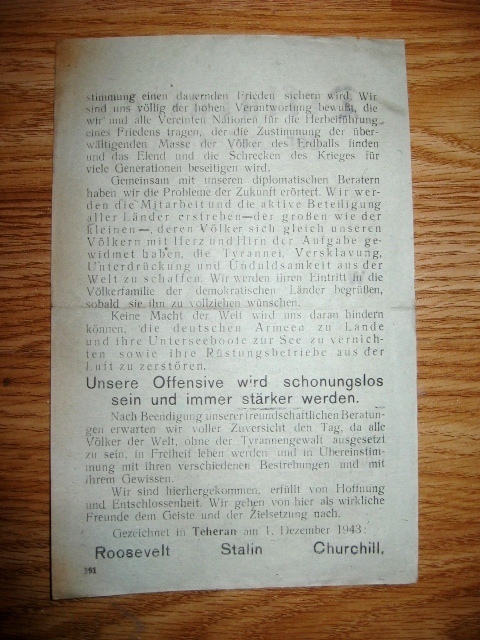 stimmung einen dauernden Frieden sichern wird. Wir
sind uns völlig der hohen Verantwortung bewußt, die
wir und alle Vereinten Nationen für die Herbeiführung
eines Friedens tragen, der die Zustimmung der über-
wältigenden Masse der Völker des Erdballs finden
und das Elend und die Schrecken des Krieges für
viele Generationen beseitigen wird.
Gemeinsam mit unseren diplomatischen Beratern
haben wir die Probleme der Zukunft erörtert. Wir wer-
den die Mitarbeit und die aktive Beteiligung
aller Länder erstreben—der großen wie der
kleinen—, deren Völker sich gleich unseren
Völkern mit Herz und Hirn der Aufgabe ge-
widmet haben, die Tyrannei, Versklavung,
Unterdrückung und Unduldsamkeit aus der
Welt zu schaffen. Wir werden ihren Eintritt in die
Völkerfamilie der demokratischen Länder begrüßen,
sobald sie ihn zu vollziehen wünschen.
Keine Macht der Welt wird uns daran hindern
können, die deutschen Armeen zu Lande
und ihre Unterseeboote zur See zu vernich-
ten sowie ihre Rüstungsbetriebe aus der
Luft zu zerstören.
Unsere Offensive wird schonungslos
sein und immer stärker werden.
Nach Beendigung unserer freundschaftlichen Beratun-
gen erwarten wir voller Zuversicht den Tag, da alle
Völker der Welt, ohne der Tyrannengewalt ausgesetzt
zu sein, in Freiheit leben werden und in Übereinstim-
mung mit ihren verschiedenen Bestrebungen und mit
ihrem Gewissen.
Wir sind hierhergekommen, erfüllt von Hoffnung
und Entschlossenheit. Wir gehen von hier als wirkliche
Freunde dem Geiste und der Zielsetzung nach.
Gezeichnet in Teheran am 1. Dezember 1943.
Roosevelt Stalin Churchill.